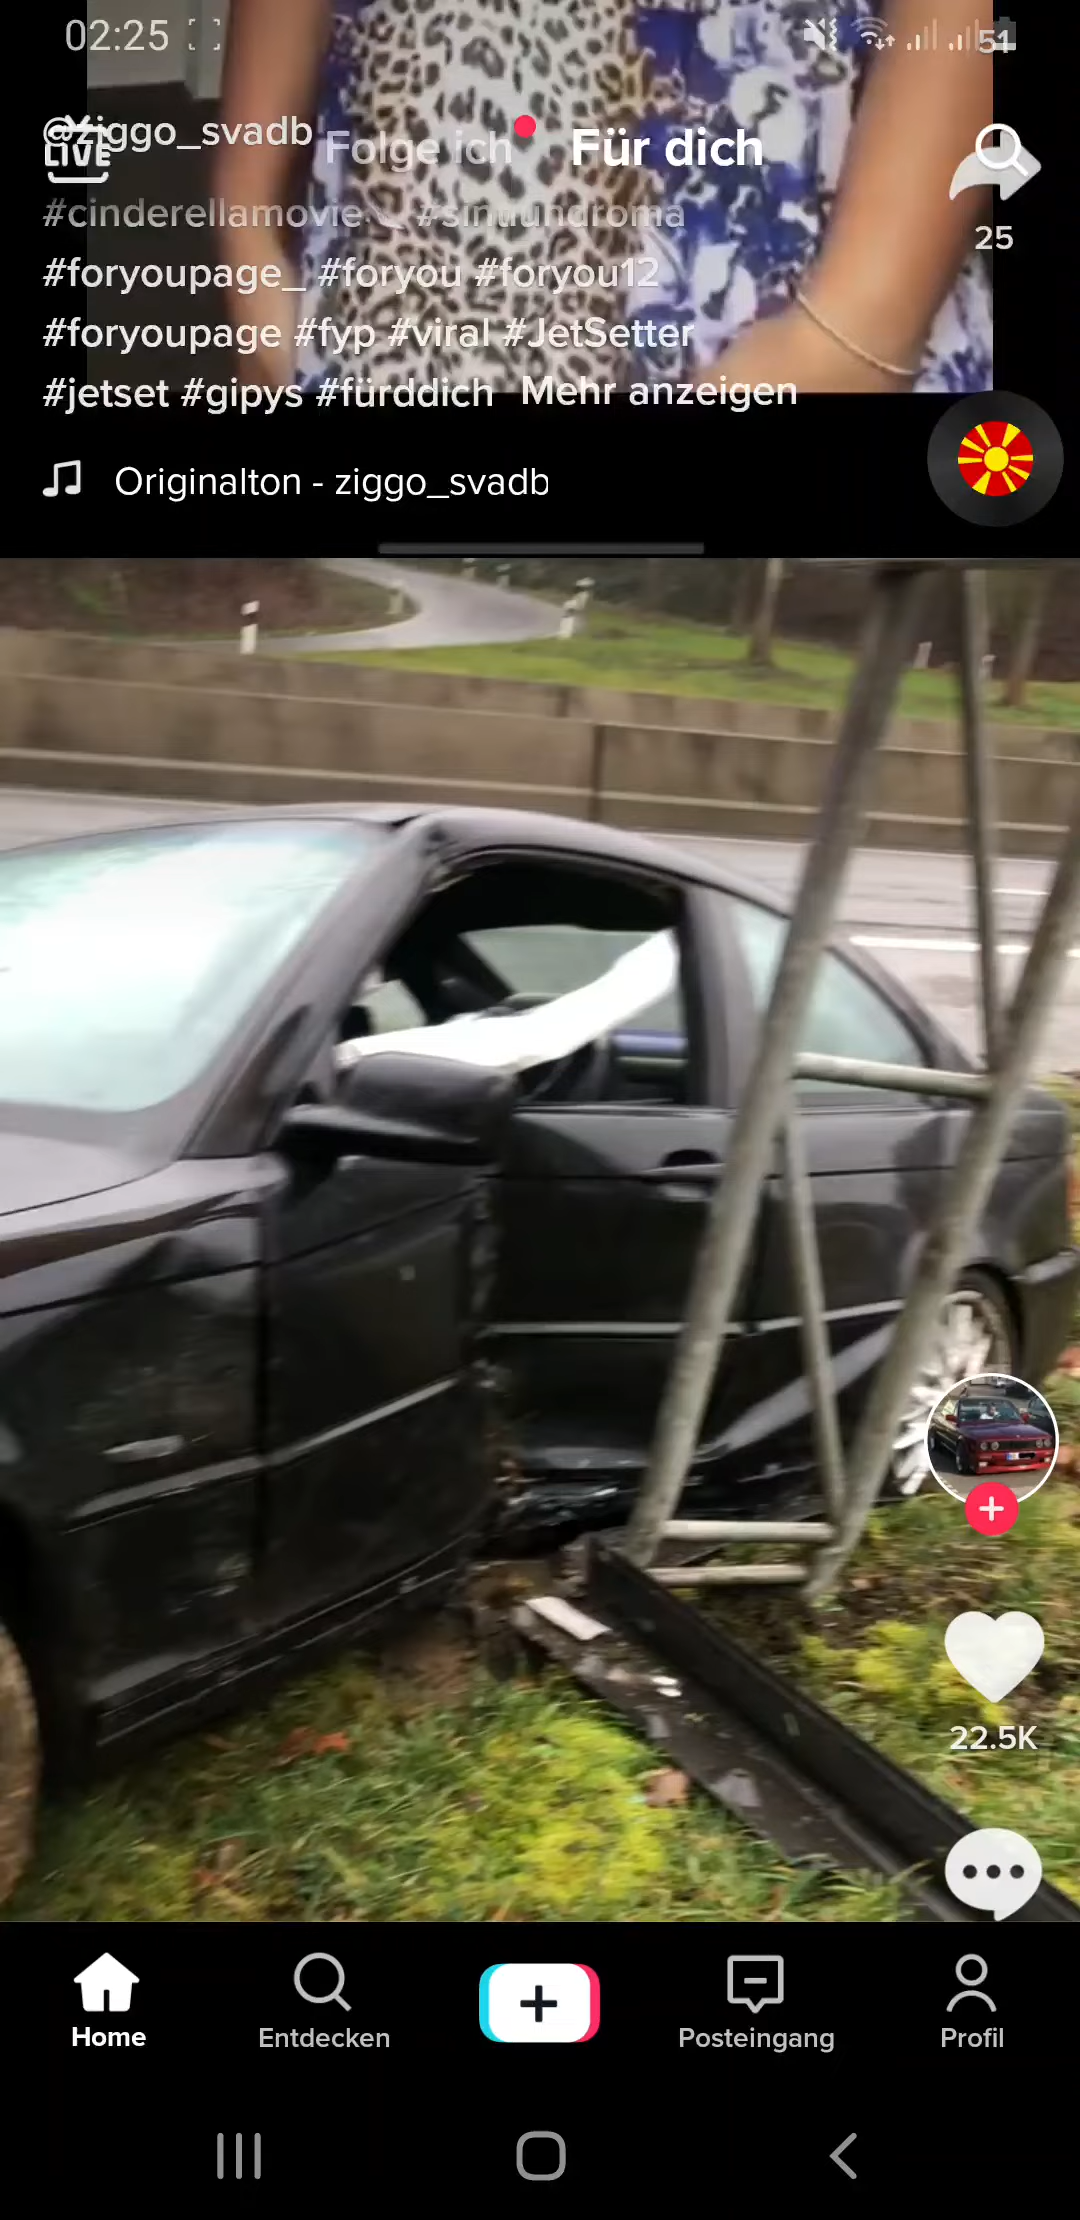 02:25
51
@ziggo_svadb
LIVE
Folge ich
Für dich
25
#cinderellamovie #sintiundroma
#foryoupage_ #foryou #foryou12
#foryoupage #fyp #viral #JetSetter
#jetset #gipys #fürddich Mehr anzeigen
Originalton - ziggo_svadb
22.5K
Home
Entdecken
Posteingang
Profil